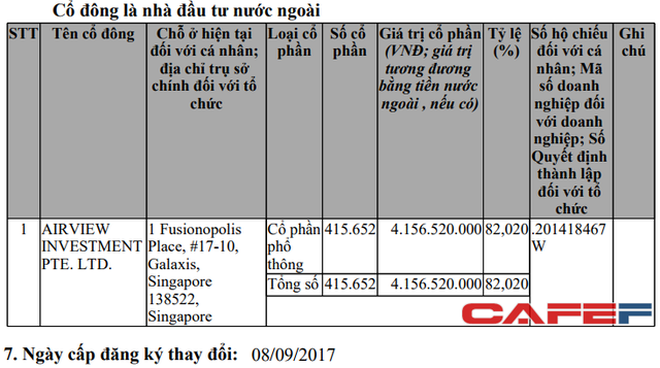 Cổ đông là nhà đầu tư nước ngoài
STT Tên cổ đông Chỗ ở hiện tại đối với cá nhân; địa chỉ trụ sở chính đối với tổ chức Loại cổ phần Số cổ phần Giá trị cổ phần (VNĐ; giá trị tương đương bằng tiền nước ngoài , nếu có) Tỷ lệ (%) Số hộ chiếu đối với cá nhân; Mã số doanh nghiệp đối với doanh nghiệp; Số Quyết định thành lập đối với tổ chức Ghi chú
1 AIRVIEW INVESTMENT PTE. LTD. 1 Fusionopolis Place, #17-10, Galaxis, Singapore 138522, Singapore Cổ phần phổ thông 415.652 4.156.520.000 82,020 .201418467W
Tổng số 415.652 4.156.520.000 82,020
CAFEF
7. Ngày cấp đăng ký thay đổi: 08/09/2017